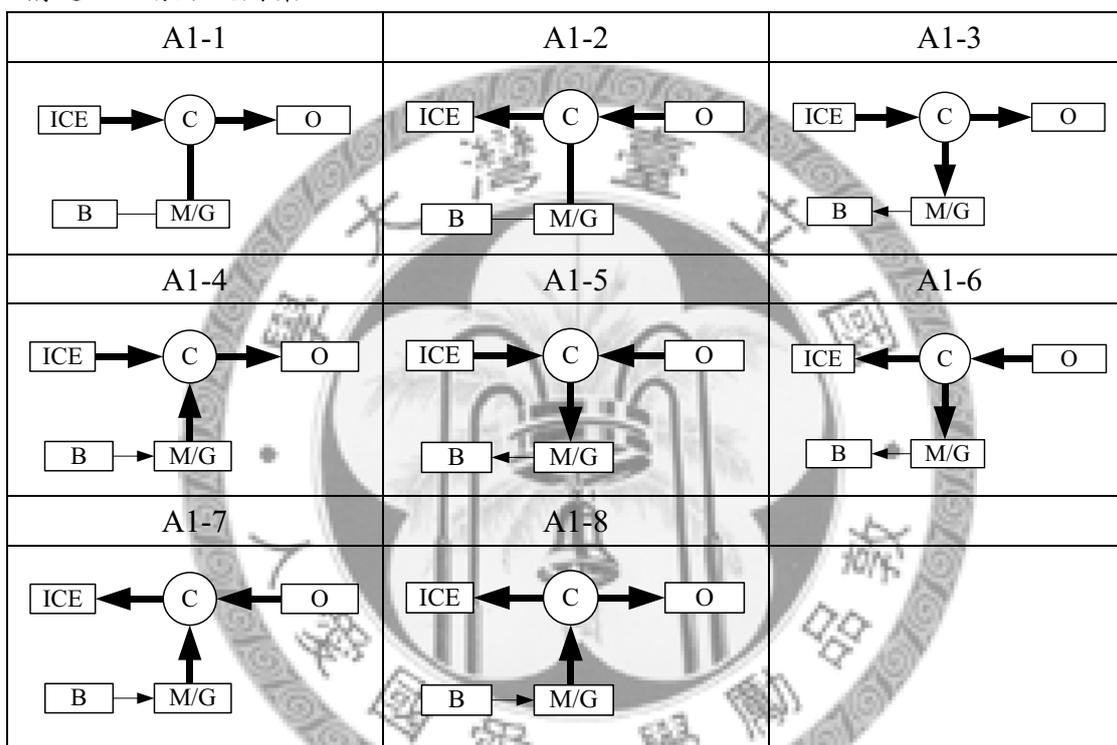 A1-1 A1-2 A1-3
ICE C O ICE C O ICE C O
B M/G B M/G B M/G
A1-4 A1-5 A1-6
ICE C O ICE C O ICE C O
B M/G B M/G B M/G
A1-7 A1-8
ICE C O ICE C O
B M/G B M/G